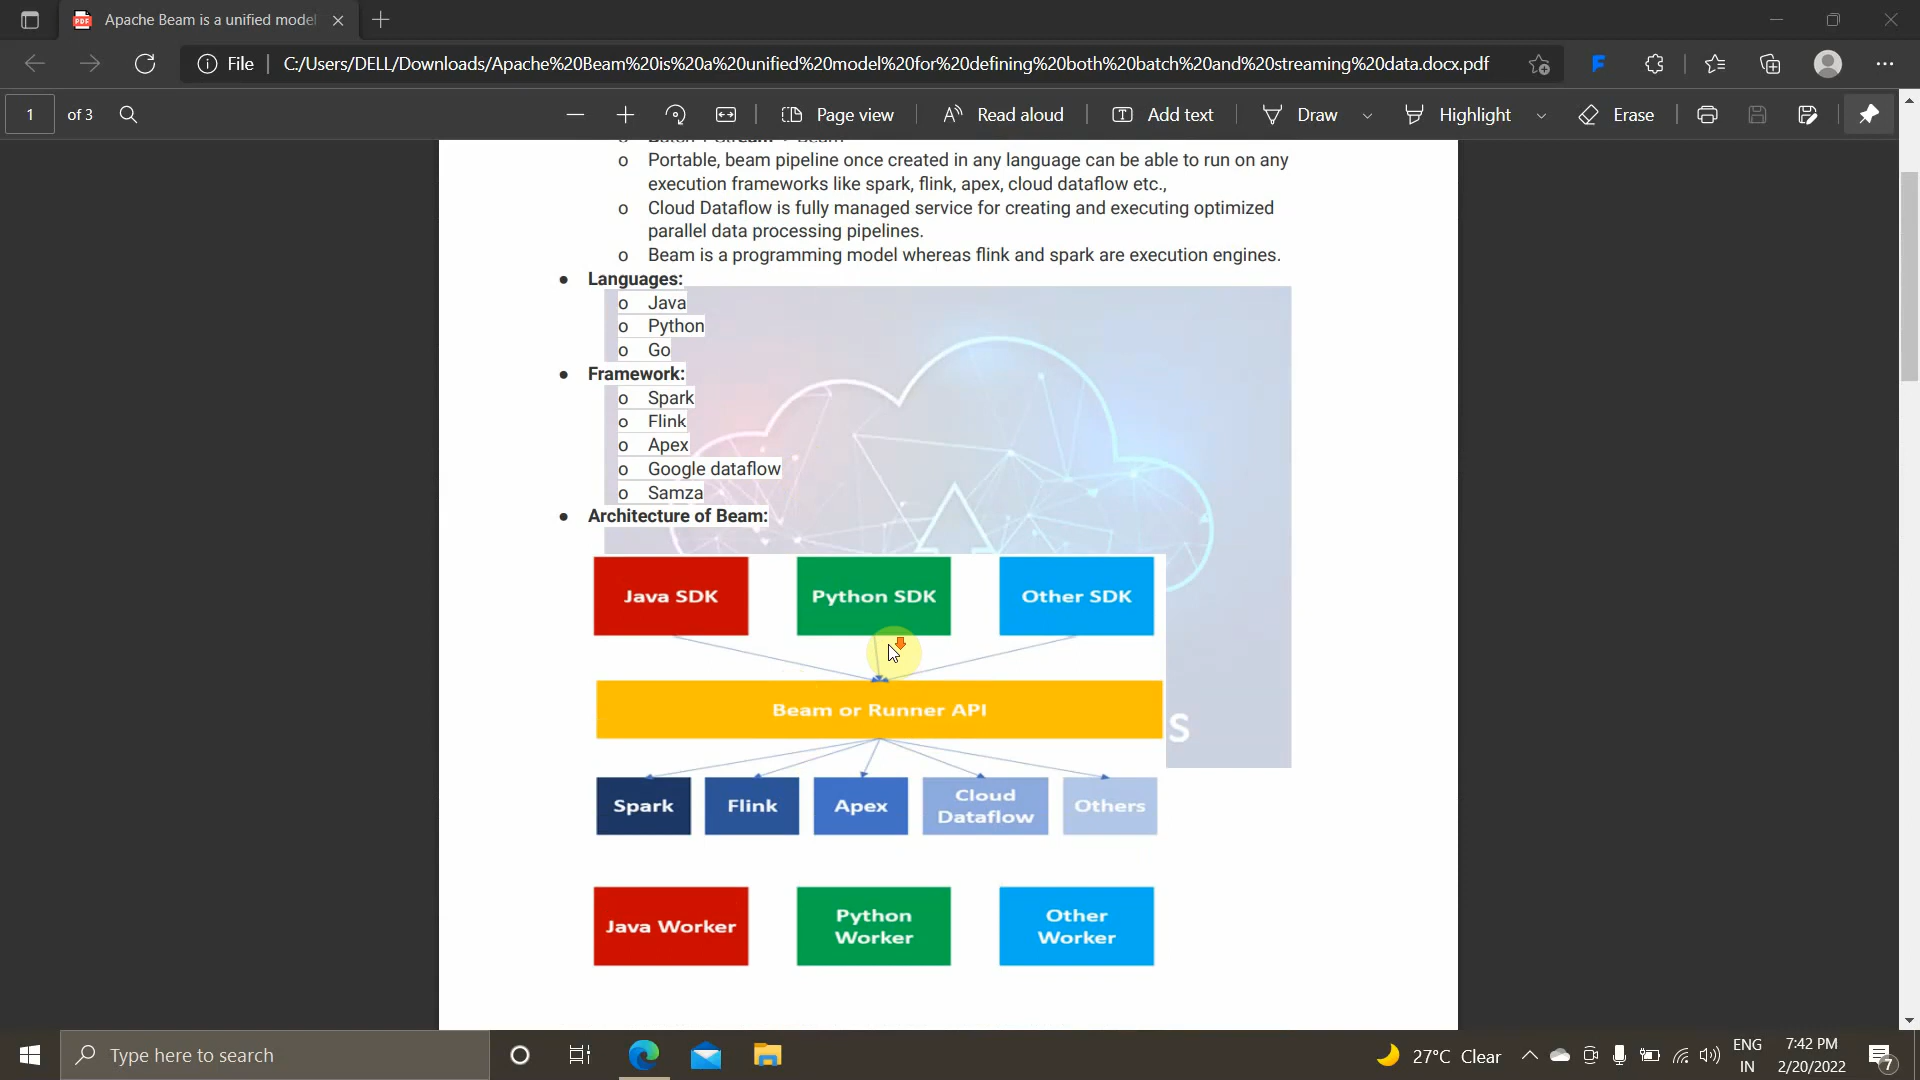 Apache Beam is a unified model
File
C:/Users/DELL/Downloads/Apache%20Beam%20is%20a%20unified%20model%20for%20defining%20both%20batch%20and%20streaming%20data.docx.pdf
1 of 3
Page view
Read aloud
Add text
Draw
Highlight
Erase
o Portable, beam pipeline once created in any language can be able to run on any
execution frameworks like spark, flink, apex, cloud dataflow etc.,
o Cloud Dataflow is fully managed service for creating and executing optimized
parallel data processing pipelines.
o Beam is a programming model whereas flink and spark are execution engines.
● Languages:
o Java
o Python
o Go
● Framework:
o Spark
o Flink
o Apex
o Google dataflow
o Samza
● Architecture of Beam:
Java SDK
Python SDK
Other SDK
Beam or Runner API
S
Spark
Flink
Apex
Cloud
Dataflow
Others
Java Worker
Python
Worker
Other
Worker
Type here to search
27°C Clear
ENG
IN
7:42 PM
2/20/2022
7